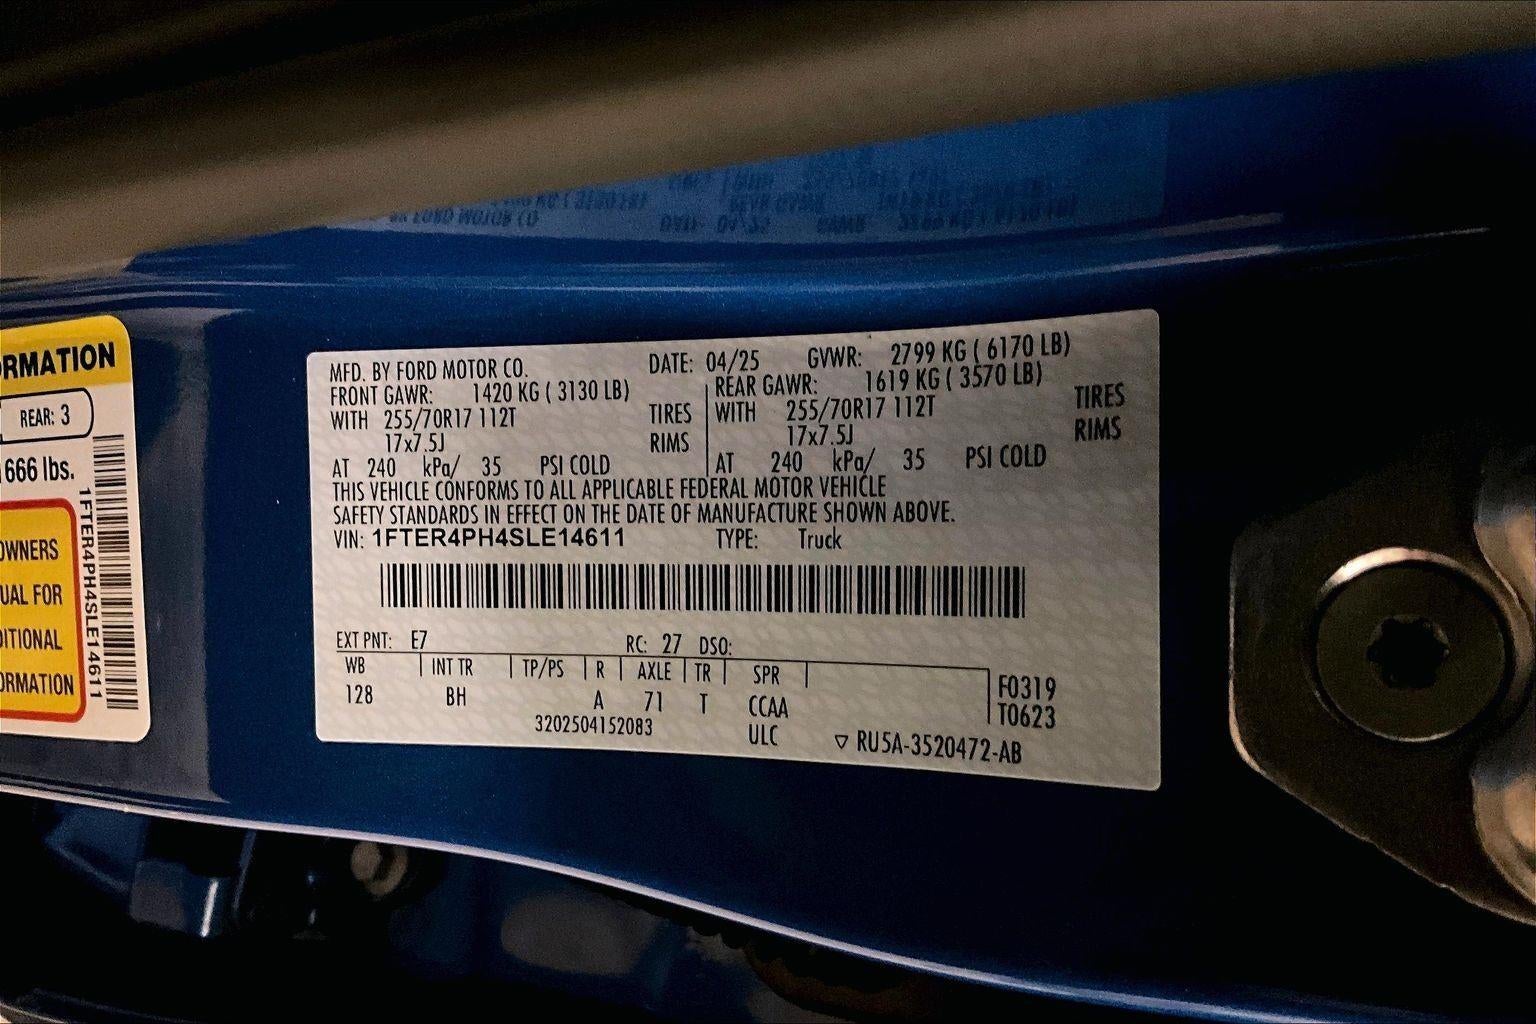 RMATION
REAR: 3
666 lbs.
OWNERS
UAL FOR
DITIONAL
ORMATION
1FTER4PH4SLE14611
MFD. BY FORD MOTOR CO. DATE: 04/25 GVWR: 2799 KG ( 6170 LB)
FRONT GAWR: 1420 KG ( 3130 LB) REAR GAWR: 1619 KG ( 3570 LB)
WITH 255/70R17 112T TIRES WITH 255/70R17 112T TIRES
17x7.5J RIMS 17x7.5J RIMS
AT 240 kPa/ 35 PSI COLD AT 240 kPa/ 35 PSI COLD
THIS VEHICLE CONFORMS TO ALL APPLICABLE FEDERAL MOTOR VEHICLE
SAFETY STANDARDS IN EFFECT ON THE DATE OF MANUFACTURE SHOWN ABOVE.
VIN: 1FTER4PH4SLE14611 TYPE: Truck
EXT PNT: E7 RC: 27 DSO:
WB INT TR TP/PS R AXLE TR SPR
128 BH A 71 T CCAA
F0319
T0623
3202504152083 ULC ▽ RU5A-3520472-AB